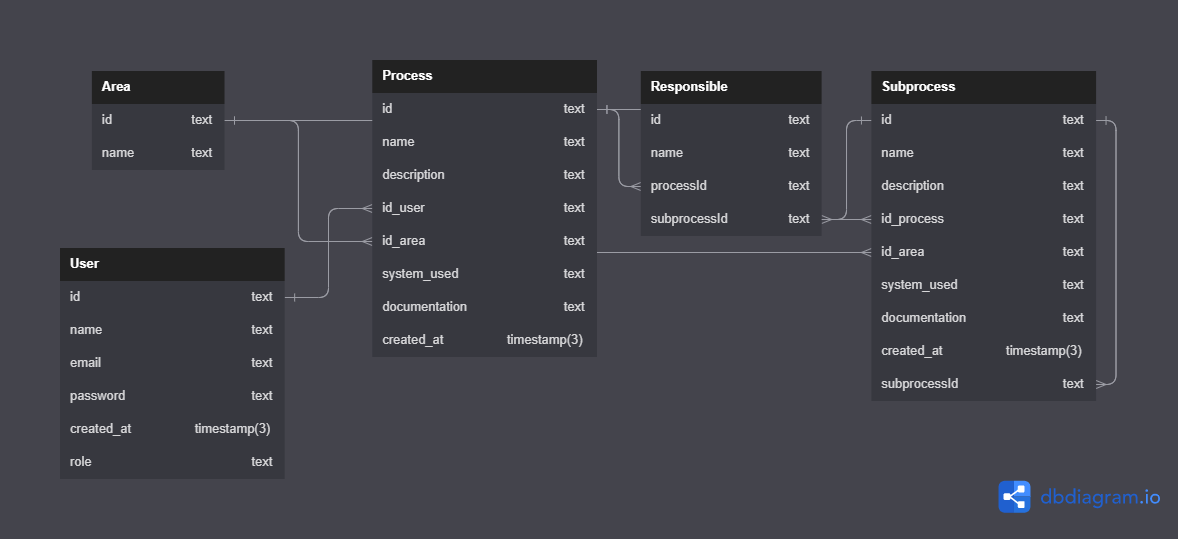 Area
id text
name text
User
id text
name text
email text
password text
created_at timestamp(3)
role text
Process
id text
name text
description text
id_user text
id_area text
system_used text
documentation text
created_at timestamp(3)
Responsible
id text
name text
processId text
subprocessId text
Subprocess
id text
name text
description text
id_process text
id_area text
system_used text
documentation text
created_at timestamp(3)
subprocessId text
dbdiagram.io